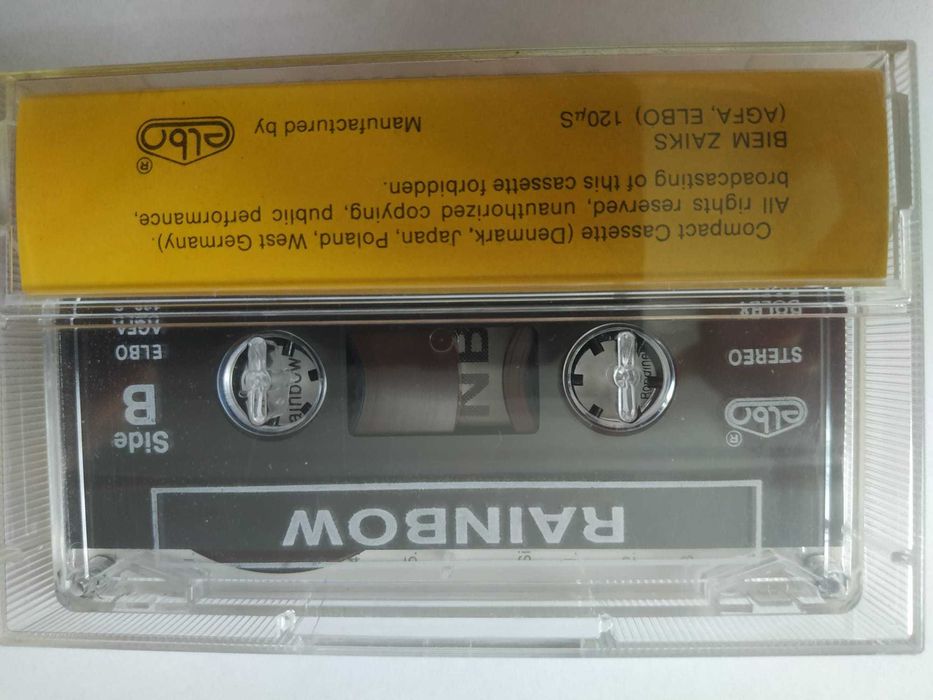 Compact Cassette (Denmark, Japan, Poland, West Germany).
All rights reserved, unauthorized copying, public performance,
broadcasting of this cassette forbidden.
BIEM ZAIKS
(AGFA, ELBO) 120µS
Manufactured by
elbo®
RAINBOW
elbo®
Side
B
STEREO
ELBO
DOLBY
AGFA